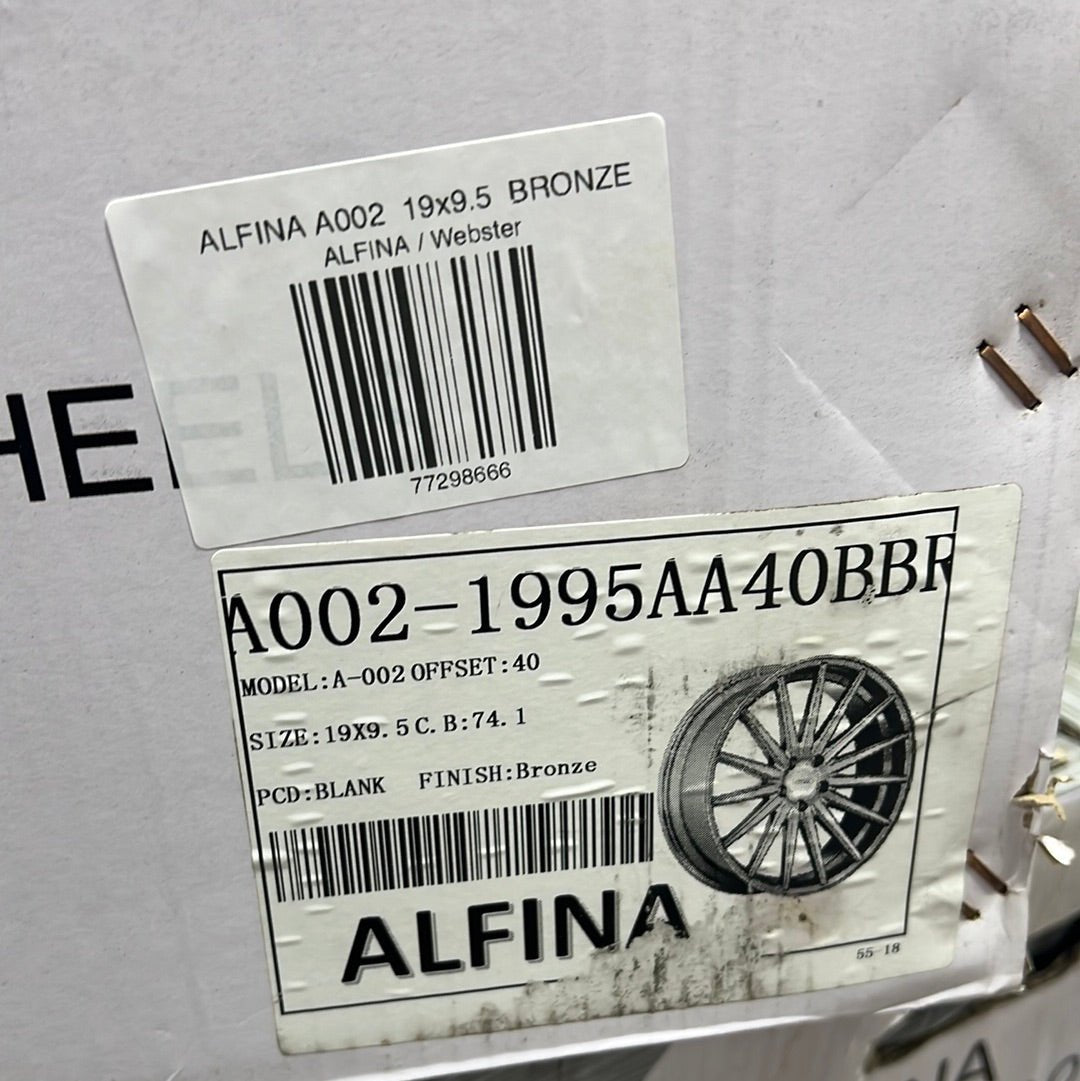 ALFINA A002 19x9.5 BRONZE
ALFINA / Webster
77298666
HEEL
A002-1995AA40BBR
MODEL:A-002 OFFSET:40
SIZE:19X9.5 C.B:74.1
PCD:BLANK FINISH:Bronze
ALFINA
55-18